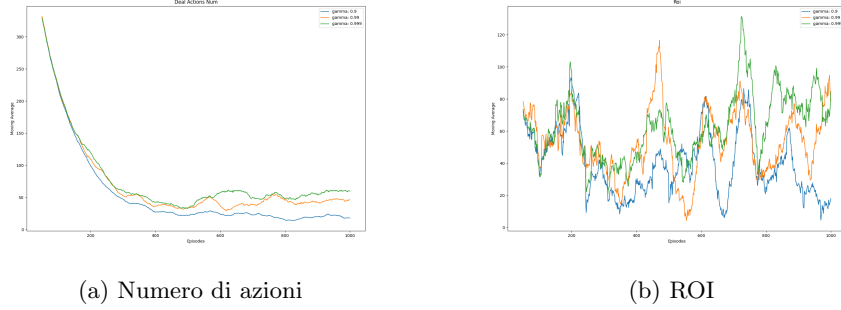 Deal Actions Num
gamma: 0.9
gamma: 0.99
gamma: 0.999
Moving Average
300
250
200
150
100
50
0
200
400
600
800
1000
Episodes
(a) Numero di azioni
Roi
gamma: 0.9
gamma: 0.99
gamma: 0.999
Moving Average
120
100
80
60
40
20
0
200
400
600
800
1000
Episodes
(b) ROI